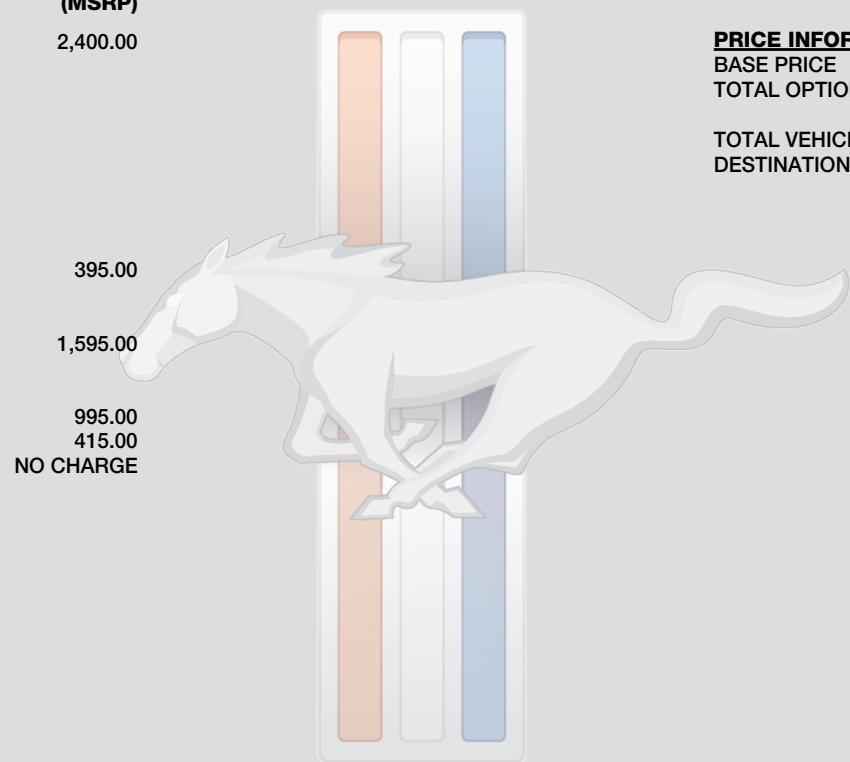 (MSRP)
2,400.00
395.00
1,595.00
995.00
415.00
NO CHARGE
PRICE INFOR
BASE PRICE
TOTAL OPTIO
TOTAL VEHICL
DESTINATION